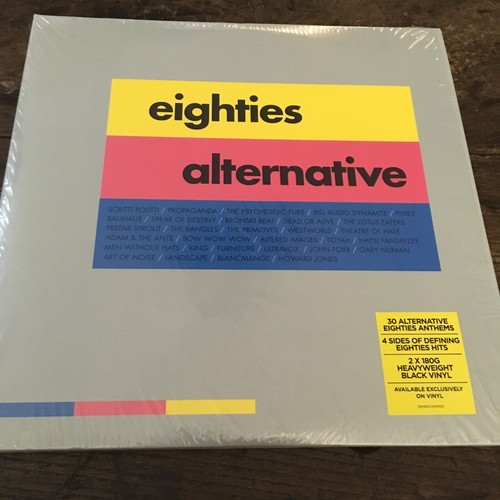 eighties
alternative
SCRITTI POLITTI / PROPAGANDA / THE PSYCHEDELIC FURS / BIG AUDIO DYNAMITE / PIXIES
BAUHAUS / SPEAR OF DESTINY / BRONSKI BEAT / DEAD OR ALIVE / THE LOTUS EATERS
PREFAB SPROUT / THE BANGLES / THE PRIMITIVES / WESTWORLD / THEATRE OF HATE
ADAM & THE ANTS / BOW WOW WOW / ALTERED IMAGES / TOYAH / HAYSI FANTAYZEE
MEN WITHOUT HATS / KING / FURNITURE / ULTRAVOX / JOHN FOXX / GARY NUMAN
ART OF NOISE / LANDSCAPE / BLANCMANGE / HOWARD JONES
30 ALTERNATIVE
EIGHTIES ANTHEMS
4 SIDES OF DEFINING
EIGHTIES HITS
2 X 180G
HEAVYWEIGHT
BLACK VINYL
AVAILABLE EXCLUSIVELY
ON VINYL